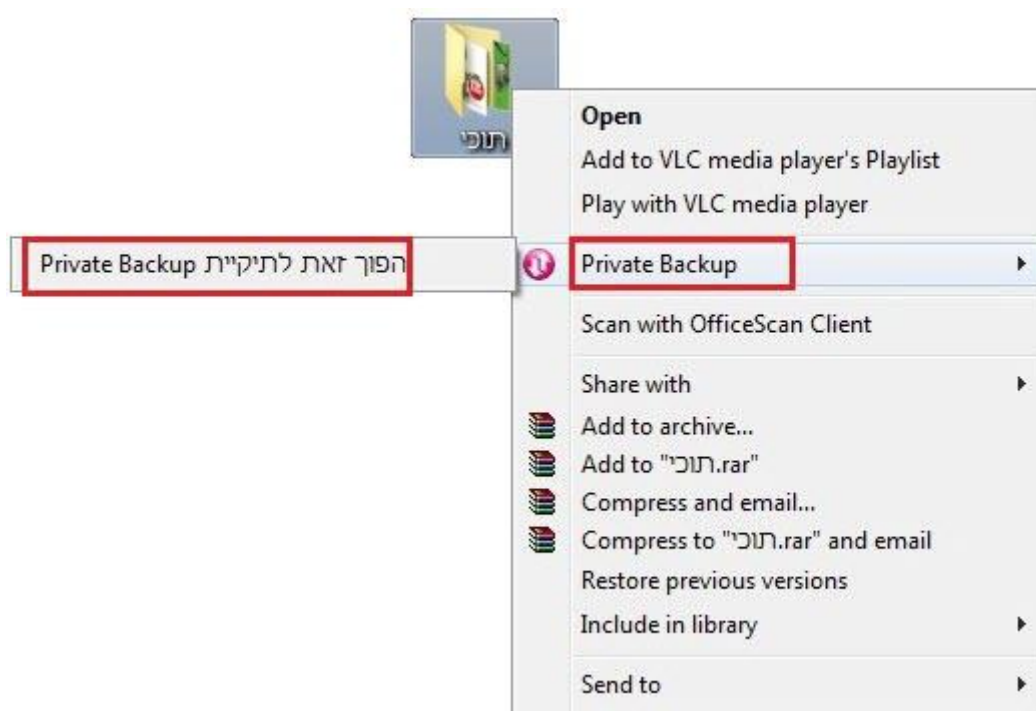 תוכי
Open
Add to VLC media player's Playlist
Play with VLC media player
הפוך זאת לתיקיית Private Backup
Private Backup
Scan with OfficeScan Client
Share with
Add to archive...
Add to "תוכי.rar"
Compress and email...
Compress to "תוכי.rar" and email
Restore previous versions
Include in library
Send to